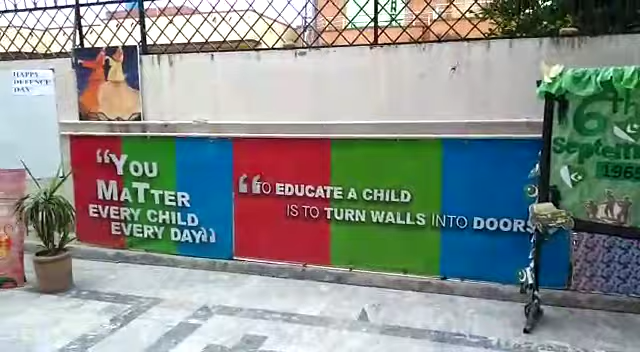 HAPPY
DEFENCE
DAY
“YOU
MATTER
EVERY CHILD
EVERY DAY”
“TO EDUCATE A CHILD
IS TO TURN WALLS INTO DOORS
6th
September
1965